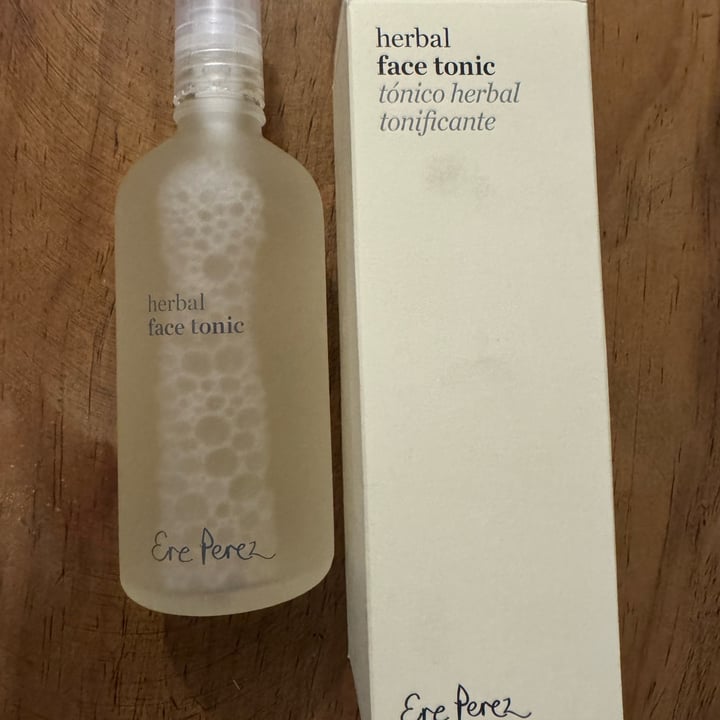 herbal
face tonic
Ere Perez
herbal
face tonic
tónico herbal
tonificante
Ere Perez